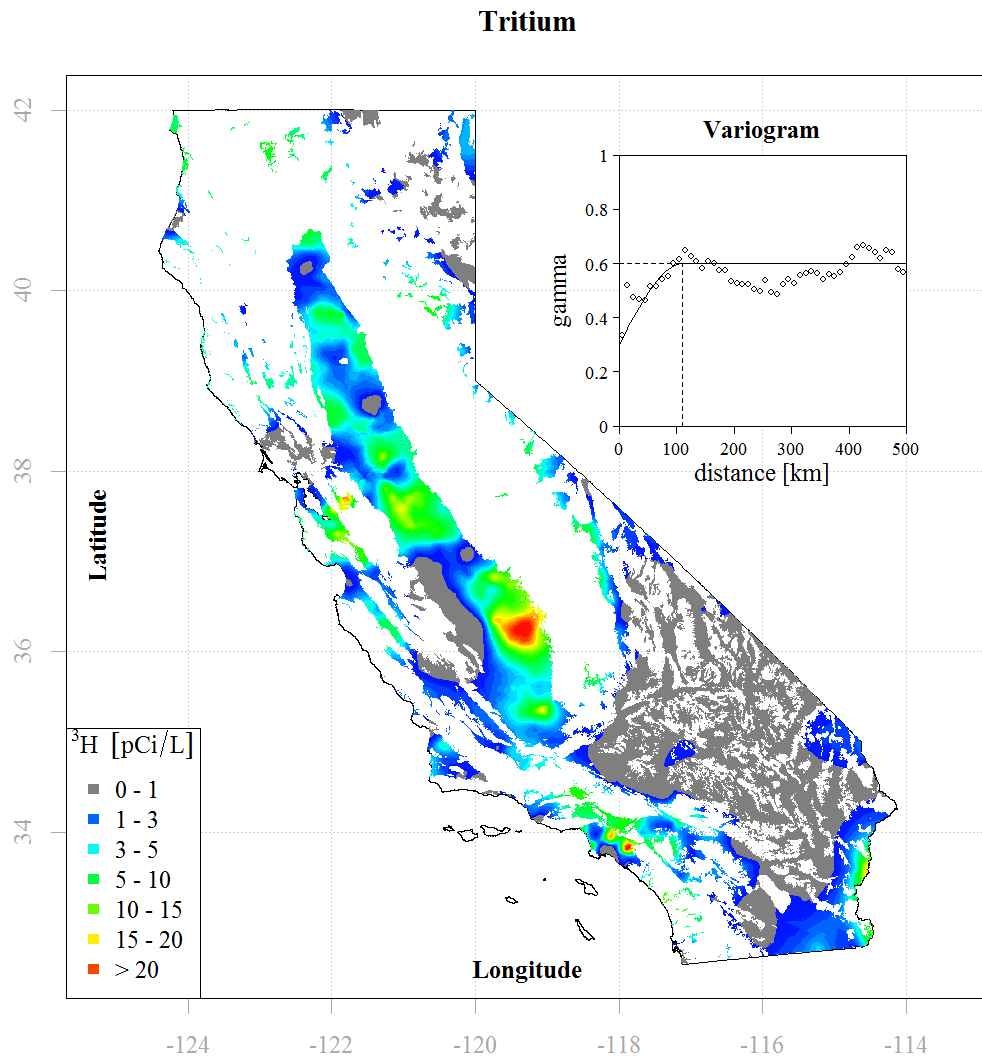 Tritium
42
40
38
36
34
Latitude
Variogram
1
0.8
0.6
0.4
0.2
0
gamma
0 100 200 300 400 500
distance [km]
³H [pCi/L]
0 - 1
1 - 3
3 - 5
5 - 10
10 - 15
15 - 20
> 20
Longitude
-124 -122 -120 -118 -116 -114